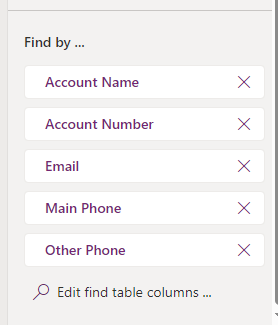 Find by ...
Account Name
Account Number
Email
Main Phone
Other Phone
Edit find table columns ...